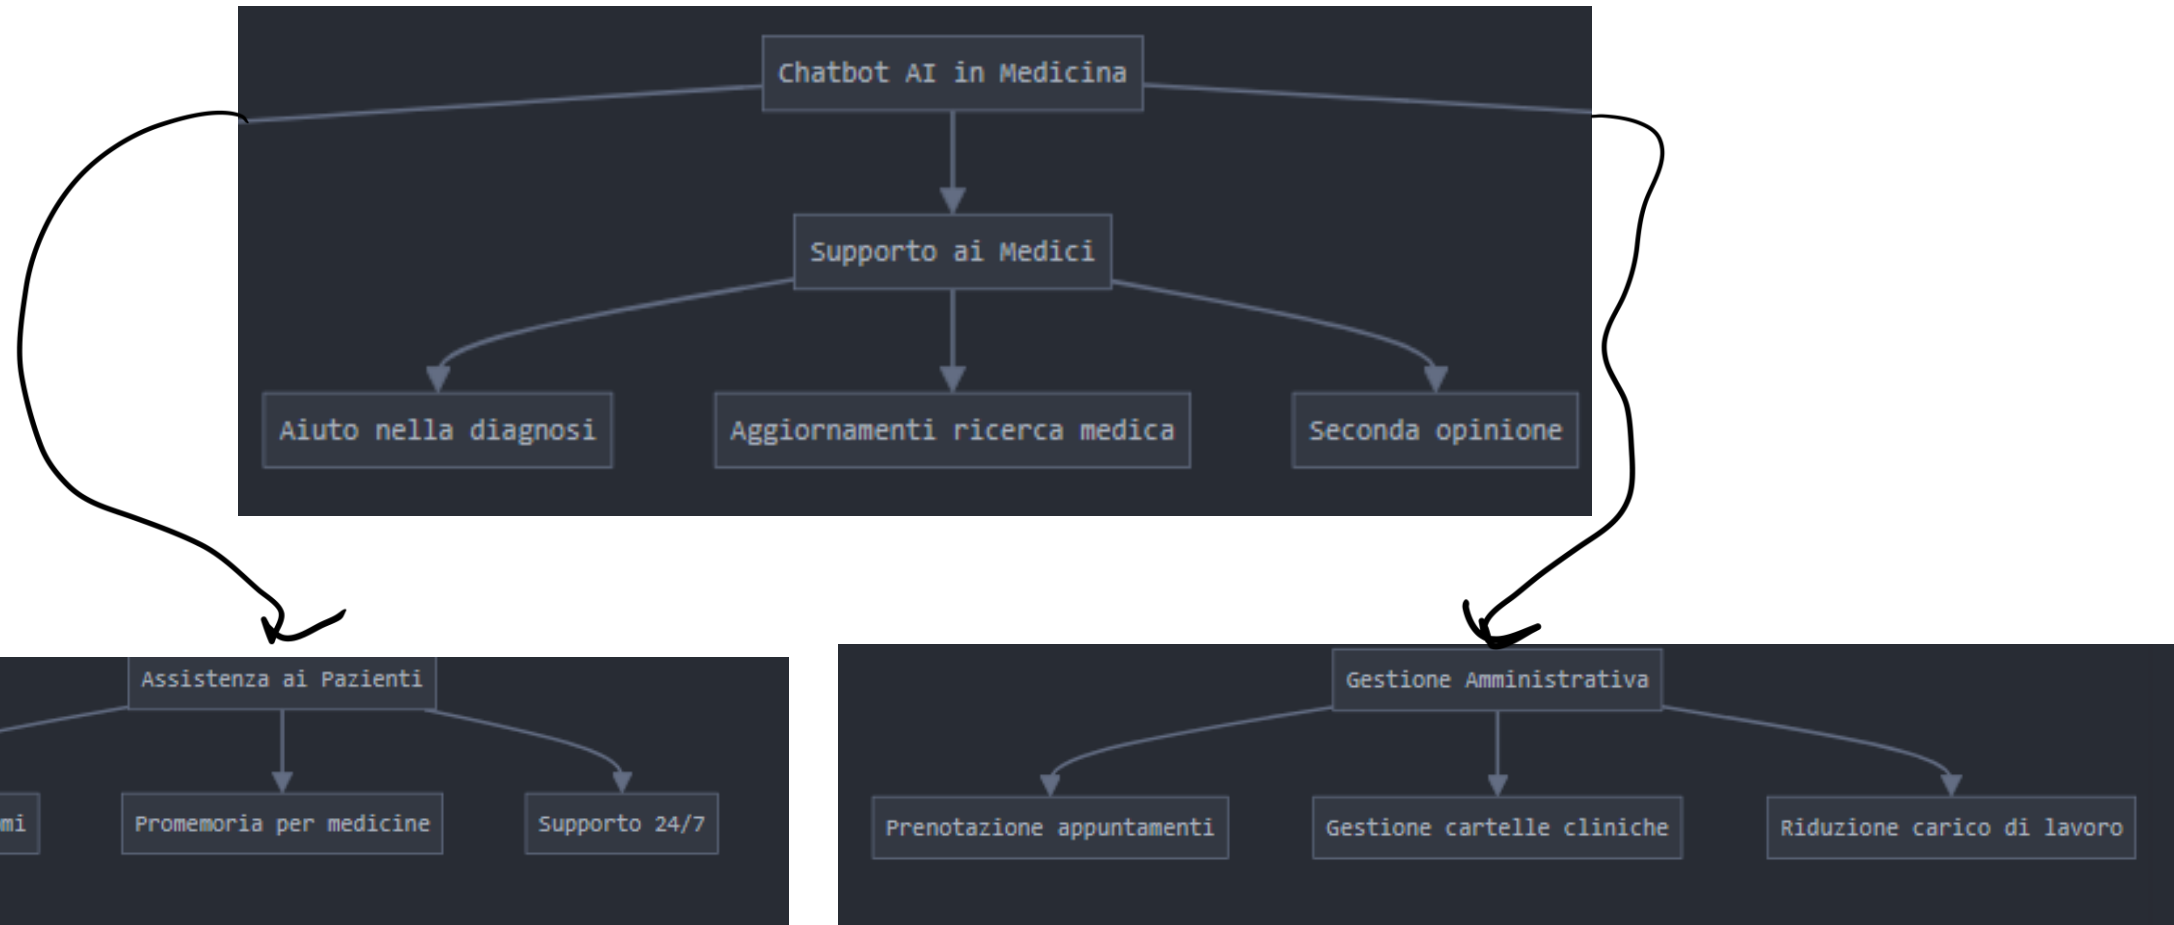 Chatbot AI in Medicina
Supporto ai Medici
Aiuto nella diagnosi
Aggiornamenti ricerca medica
Seconda opinione
Assistenza ai Pazienti
Promemoria per medicine
Supporto 24/7
Gestione Amministrativa
Prenotazione appuntamenti
Gestione cartelle cliniche
Riduzione carico di lavoro